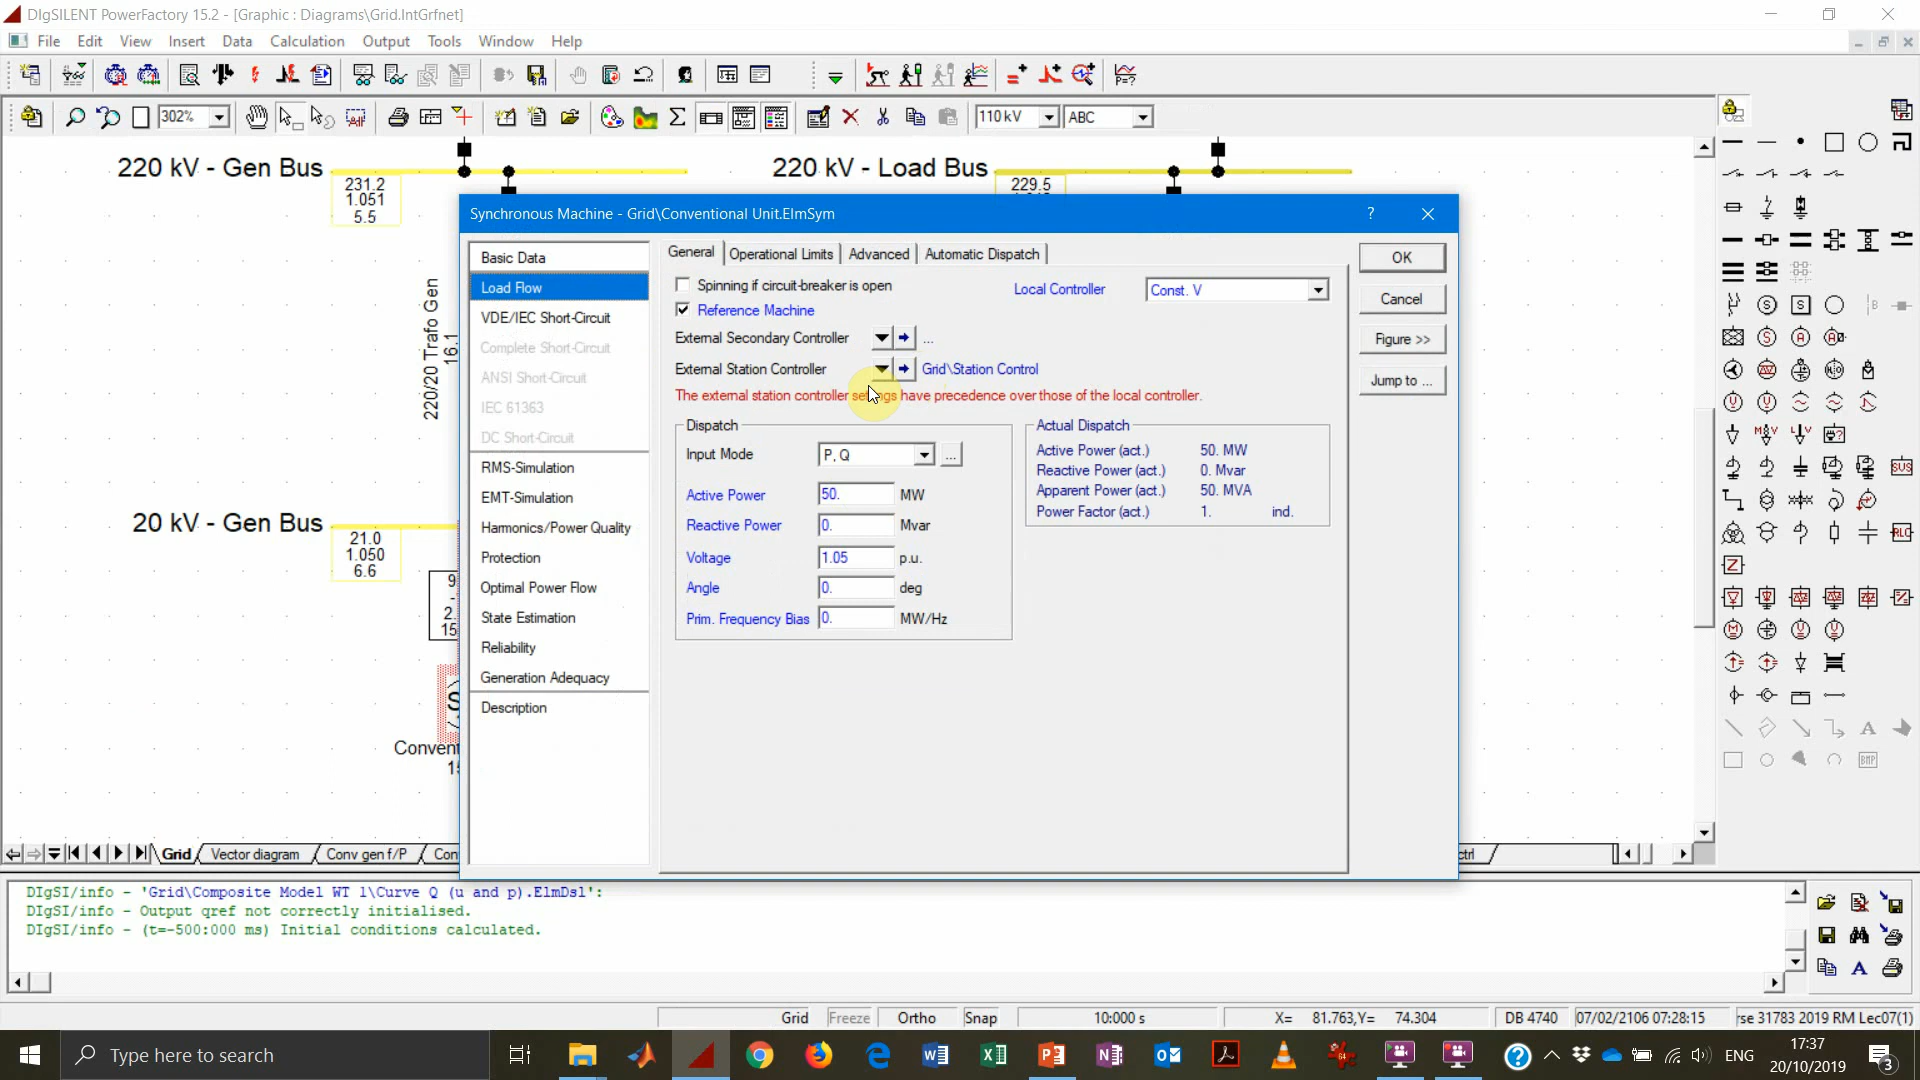 DIgSILENT PowerFactory 15.2 - [Graphic : Diagrams\Grid.IntGrfnet]
File Edit View Insert Data Calculation Output Tools Window Help
302% 110 kV ABC
220 kV - Gen Bus
231.2
1.051
5.5
220 kV - Load Bus
229.5
220/20 Trafo Gen
16.1
20 kV - Gen Bus
21.0
1.050
6.6
Synchronous Machine - Grid\Conventional Unit.ElmSym
?
Basic Data
Load Flow
VDE/IEC Short-Circuit
Complete Short-Circuit
ANSI Short-Circuit
IEC 61363
DC Short-Circuit
RMS-Simulation
EMT-Simulation
Harmonics/Power Quality
Protection
Optimal Power Flow
State Estimation
Reliability
Generation Adequacy
Description
General Operational Limits Advanced Automatic Dispatch
Spinning if circuit-breaker is open
Local Controller Const. V
Reference Machine
External Secondary Controller ...
External Station Controller Grid\Station Control
The external station controller settings have precedence over those of the local controller.
Dispatch
Input Mode P, Q ...
Active Power 50. MW
Reactive Power 0. Mvar
Voltage 1.05 p.u.
Angle 0. deg
Prim. Frequency Bias 0. MW/Hz
Actual Dispatch
Active Power (act.) 50. MW
Reactive Power (act.) 0. Mvar
Apparent Power (act.) 50. MVA
Power Factor (act.) 1. ind.
OK
Cancel
Figure >>
Jump to ...
Grid Vector diagram Conv gen f/P
DIgSI/info - 'Grid\Composite Model WT 1\Curve Q (u and p).ElmDsl':
DIgSI/info - Output qref not correctly initialised.
DIgSI/info - (t=-500:000 ms) Initial conditions calculated.
Grid Freeze Ortho Snap 10:000 s X= 81.763,Y= 74.304 DB 4740 07/02/2106 07:28:15 rse 31783 2019 RM Lec07(1)
Type here to search
ENG
17:37
20/10/2019
3